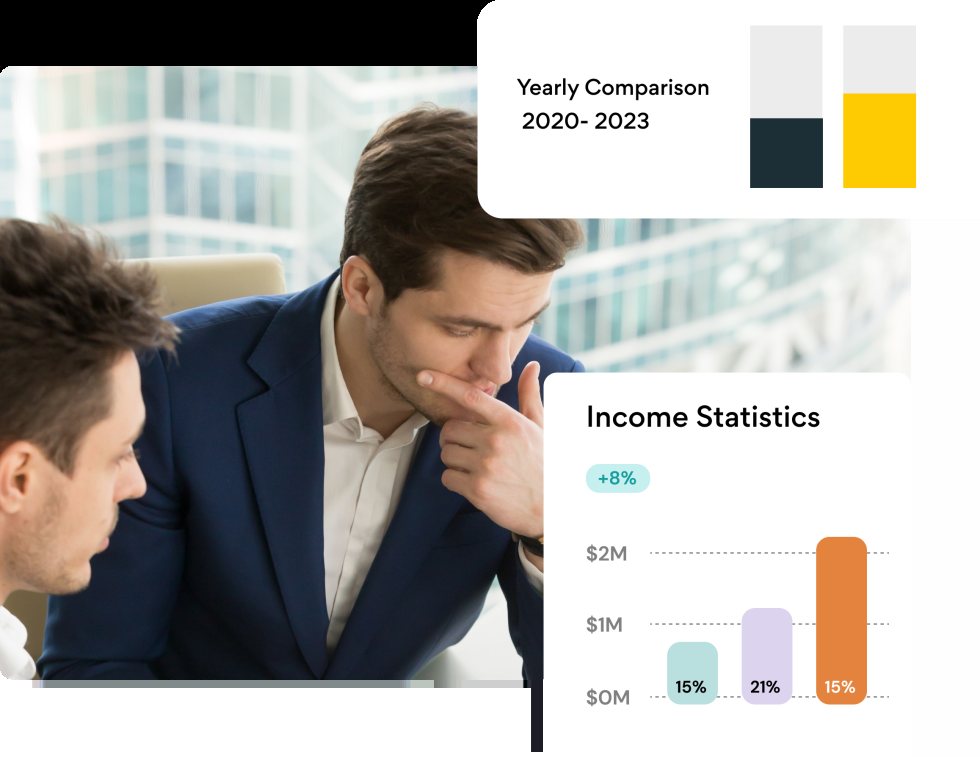 Yearly Comparison
2020- 2023
Income Statistics
+8%
$2M
$1M
$0M
15%
21%
15%